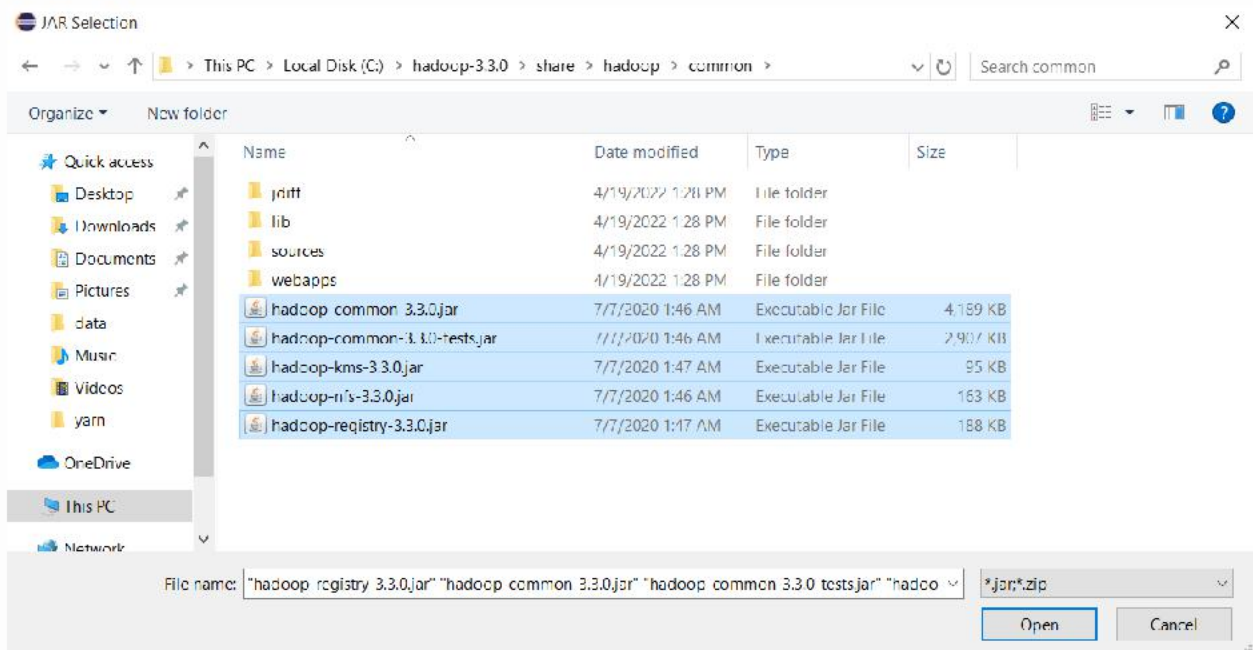 JAR Selection
This PC > Local Disk (C:) > hadoop-3.3.0 > share > hadoop > common >
Search common
Organize
New folder
Name Date modified Type Size
Quick access
Desktop
Downloads
Documents
Pictures
data
Music
Videos
yarn
OneDrive
This PC
Network
jdiff 4/19/2022 1:28 PM File folder
lib 4/19/2022 1:28 PM File folder
sources 4/19/2022 1:28 PM File folder
webapps 4/19/2022 1:28 PM File folder
hadoop-common-3.3.0.jar 7/7/2020 1:46 AM Executable Jar File 4,189 KB
hadoop-common-3.3.0-tests.jar 7/7/2020 1:46 AM Executable Jar File 2,907 KB
hadoop-kms-3.3.0.jar 7/7/2020 1:47 AM Executable Jar File 95 KB
hadoop-nfs-3.3.0.jar 7/7/2020 1:46 AM Executable Jar File 163 KB
hadoop-registry-3.3.0.jar 7/7/2020 1:47 AM Executable Jar File 188 KB
File name: "hadoop-registry-3.3.0.jar" "hadoop-common-3.3.0.jar" "hadoop-common-3.3.0-tests.jar" "hadoo
*.jar;*.zip
Open Cancel